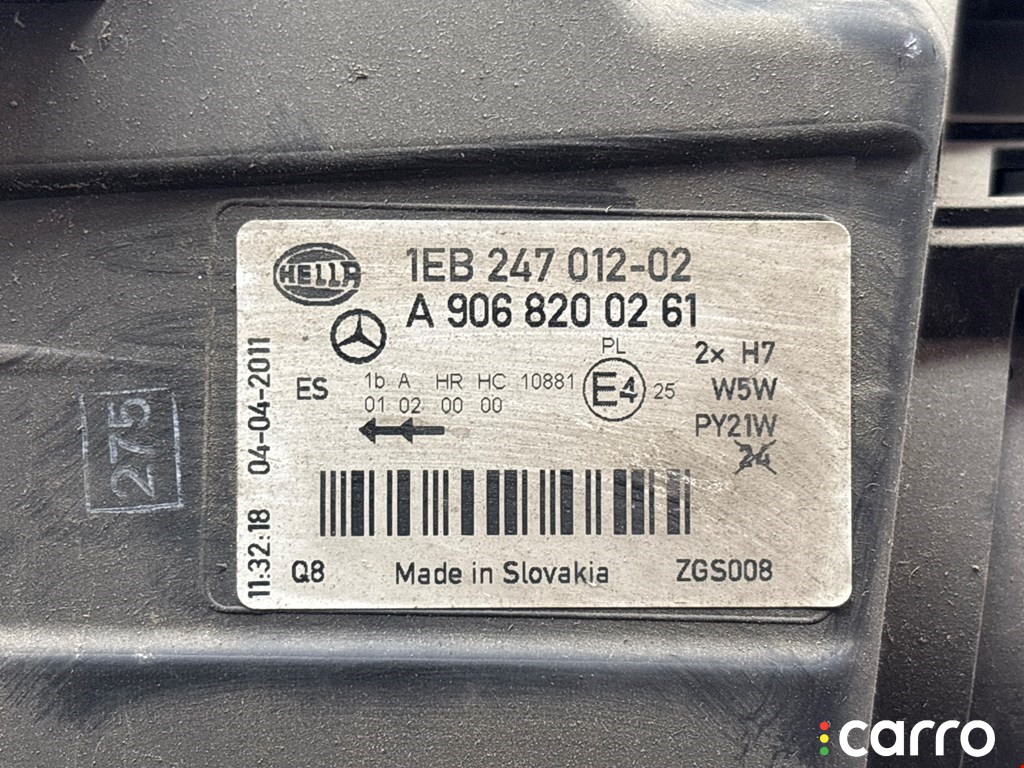 HELLA
1EB 247 012-02
A 906 820 02 61
PL
2x H7
ES
1b A HR HC 10881
E4
25
W5W
01 02 00 00
PY21W
24
11:32:18 04-04-2011
275
Q8
Made in Slovakia
ZGS008
carro